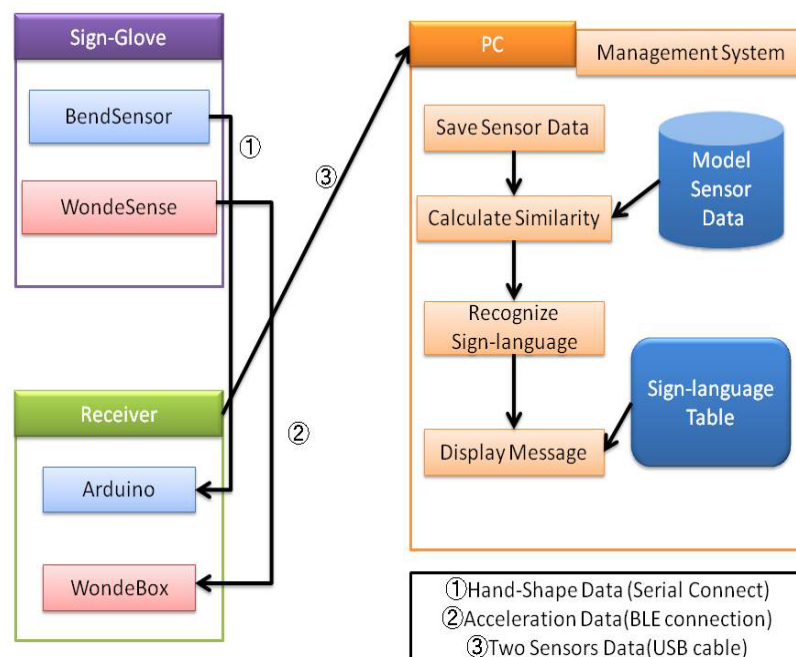 Sign-Glove
BendSensor
①
WondeSense
③
②
Receiver
Arduino
WondeBox
PC
Management System
Save Sensor Data
Calculate Similarity
Model
Sensor
Data
Recognize
Sign-language
Sign-language
Table
Display Message
①Hand-Shape Data (Serial Connect)
②Acceleration Data(BLE connection)
③Two Sensors Data(USB cable)